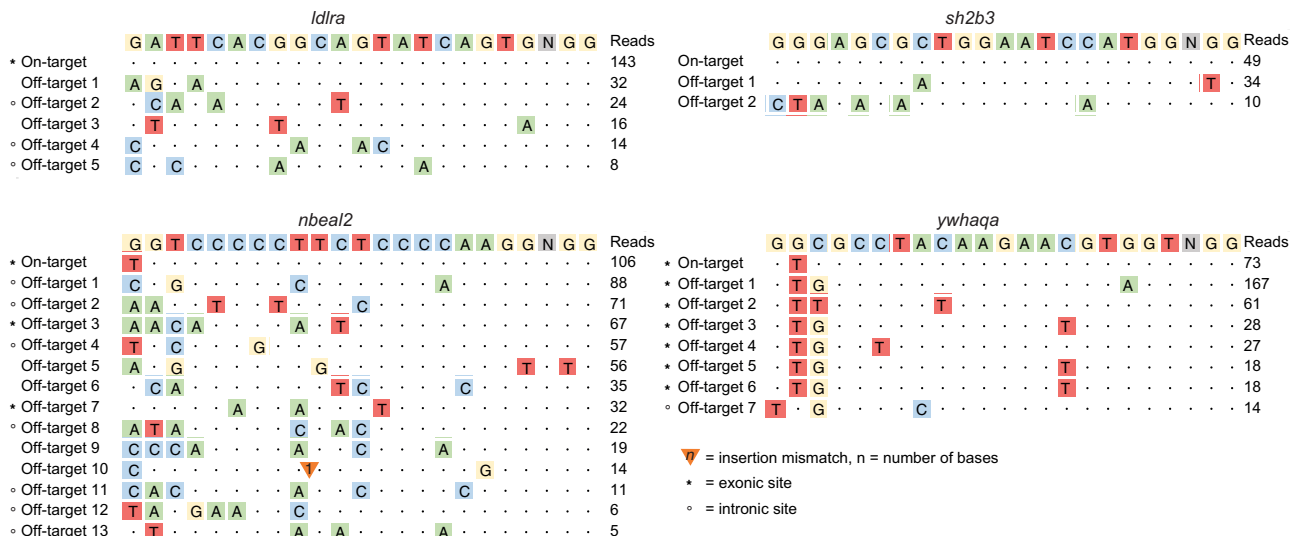 ldlra
G A T T C A C G G C A G T A T C A G T G N G G Reads
* On-target . . . . . . . . . . . . . . . . . . . . . . . 143
Off-target 1 A G . A . . . . . . . . . . . . . . . . . . . 32
° Off-target 2 . C A . A . . . . . T . . . . . . . . . . . . 24
Off-target 3 . T . . . . . T . . . . . . . . . . . A . . . 16
° Off-target 4 C . . . . . . . A . . A C . . . . . . . . . . 14
° Off-target 5 C . C . . . . A . . . . . . A . . . . . . . . 8
sh2b3
G G G A G C G C T G G A A T C C A T G G N G G Reads
On-target . . . . . . . . . . . . . . . . . . . . . . . 49
Off-target 1 . . . . . . . A . . . . . . . . . . . . . T . 34
Off-target 2 C T A . A . A . . . . . . . . A . . . . . . . 10
nbeal2
G G T C C C C C T T C T C C C C A A G G N G G Reads
* On-target T . . . . . . . . . . . . . . . . . . . . . . 106
° Off-target 1 C . G . . . . . C . . . . . . A . . . . . . . 88
° Off-target 2 A A . . T . . T . . . C . . . . . . . . . . . 71
* Off-target 3 A A C A . . . . A . T . . . . . . . . . . . . 67
° Off-target 4 T . C . . . G . . . . . . . . . . . . . . . . 57
Off-target 5 A . G . . . . . . G . . . . . . . . . T . T . 56
Off-target 6 . C A . . . . . . . T C . . . . C . . . . . . 35
* Off-target 7 . . . . . A . . A . . . T . . . . . . . . . . 32
° Off-target 8 A T A . . . . . C . A C . . . . . . . . . . . 22
Off-target 9 C C C A . . . . A . . C . . . A . . . . . . . 19
Off-target 10 C . . . . . . . . 1 . . . . . . . . G . . . . . 14
° Off-target 11 C A C . . . . . A . . C . . . . C . . . . . . 11
° Off-target 12 T A . G A A . . C . . . . . . . . . . . . . . 6
° Off-target 13 . T . . . . . . A . A . . . . A . . . . . . . 5
ywhaqa
G G C G C C T A C A A G A A C G T G G T N G G Reads
* On-target . T . . . . . . . . . . . . . . . . . . . . . 73
* Off-target 1 . T G . . . . . . . . . . . . . . A . . . . . 167
* Off-target 2 . T T . . . . . T . . . . . . . . . . . . . . 61
* Off-target 3 . T G . . . . . . . . . . . T . . . . . . . . 28
* Off-target 4 . T G . . T . . . . . . . . . . . . . . . . . 27
* Off-target 5 . T G . . . . . . . . . . . T . . . . . . . . 18
* Off-target 6 . T G . . . . . . . . . . . T . . . . . . . . 18
° Off-target 7 T . G . . . . C . . . . . . . . . . . . . . . 14
n = insertion mismatch, n = number of bases
* = exonic site
° = intronic site